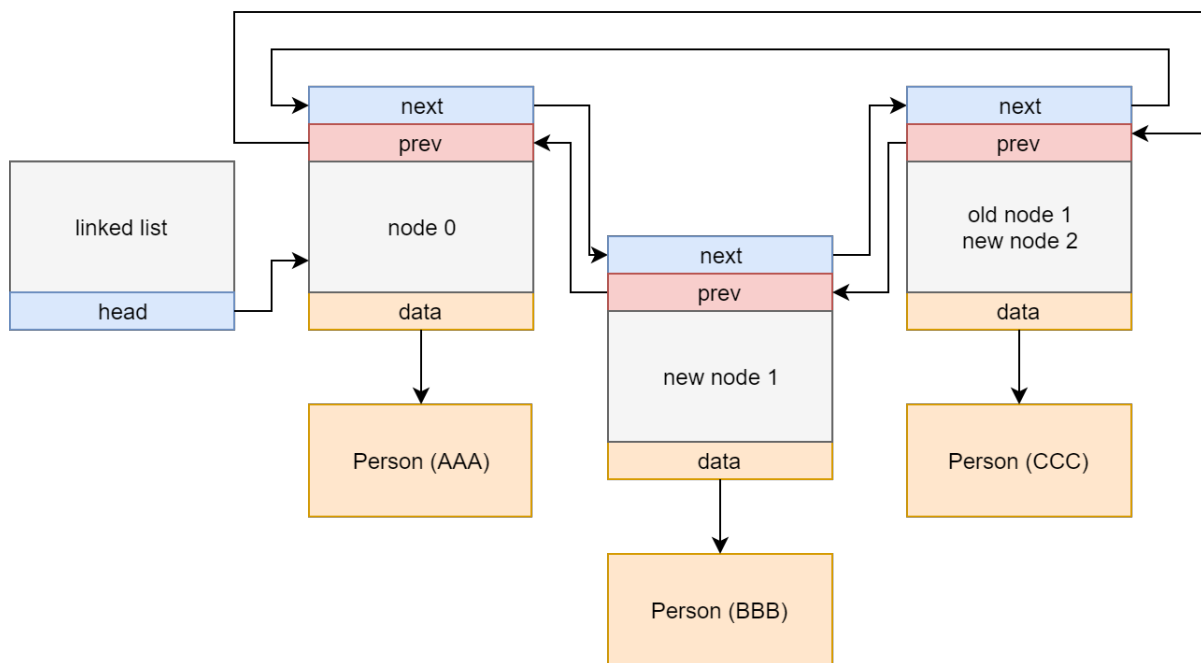 next
prev
linked list
node 0
head
data
Person (AAA)
next
prev
new node 1
data
Person (BBB)
next
prev
old node 1
new node 2
data
Person (CCC)